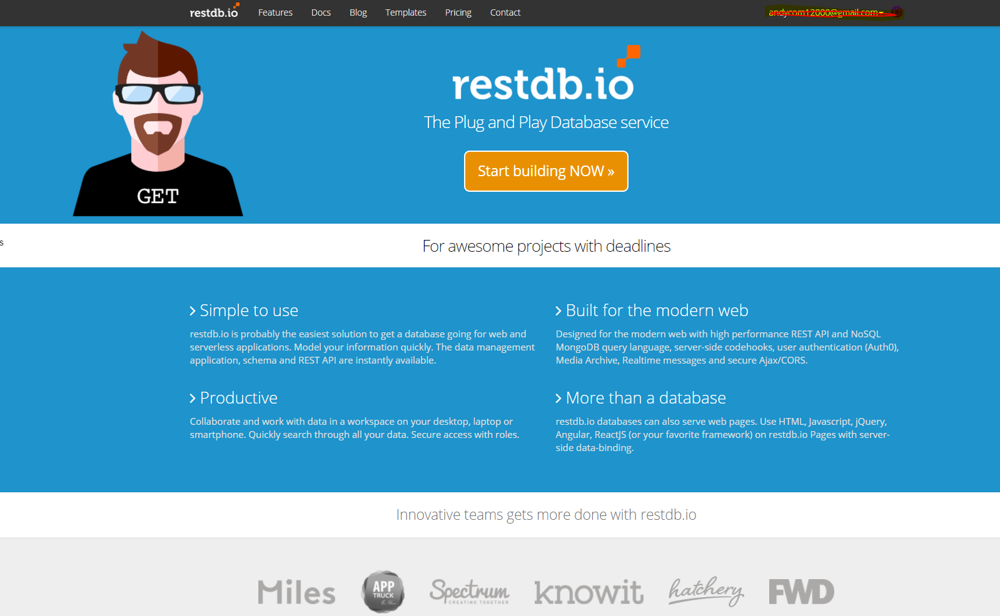 restdb.io Features Docs Blog Templates Pricing Contact
restdb.io
The Plug and Play Database service
Start building NOW »
GET
s
For awesome projects with deadlines
Simple to use
restdb.io is probably the easiest solution to get a database going for web and
serverless applications. Model your information quickly. The data management
application, schema and REST API are instantly available.
Built for the modern web
Designed for the modern web with high performance REST API and NoSQL
MongoDB query language, server-side codehooks, user authentication (Auth0),
Media Archive, Realtime messages and secure Ajax/CORS.
Productive
Collaborate and work with data in a workspace on your desktop, laptop or
smartphone. Quickly search through all your data. Secure access with roles.
More than a database
restdb.io databases can also serve web pages. Use HTML, Javascript, jQuery,
Angular, ReactJS (or your favorite framework) on restdb.io Pages with server-
side data-binding.
Innovative teams gets more done with restdb.io
Miles
APP
TRUCK
Spectrum
CREATING TOGETHER
knowit
hatchery
FWD